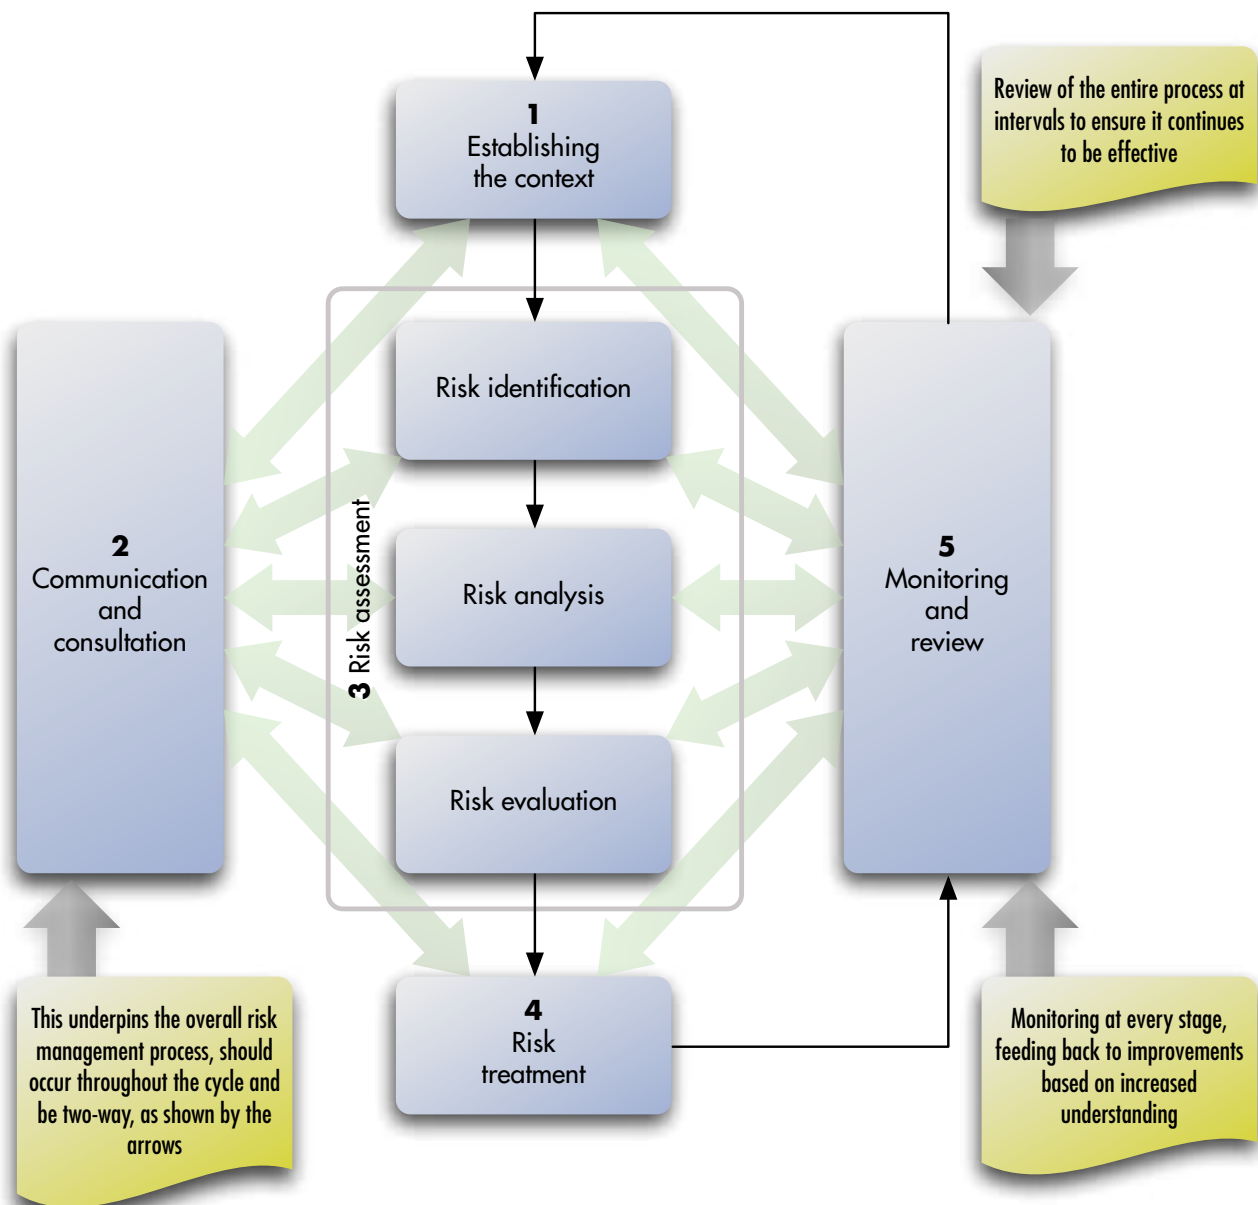 1
Establishing
the context
Review of the entire process at
intervals to ensure it continues
to be effective
Risk identification
2
Communication
and
consultation
3 Risk assessment
Risk analysis
5
Monitoring
and
review
Risk evaluation
4
Risk
treatment
This underpins the overall risk
management process, should
occur throughout the cycle and
be two-way, as shown by the
arrows
Monitoring at every stage,
feeding back to improvements
based on increased
understanding